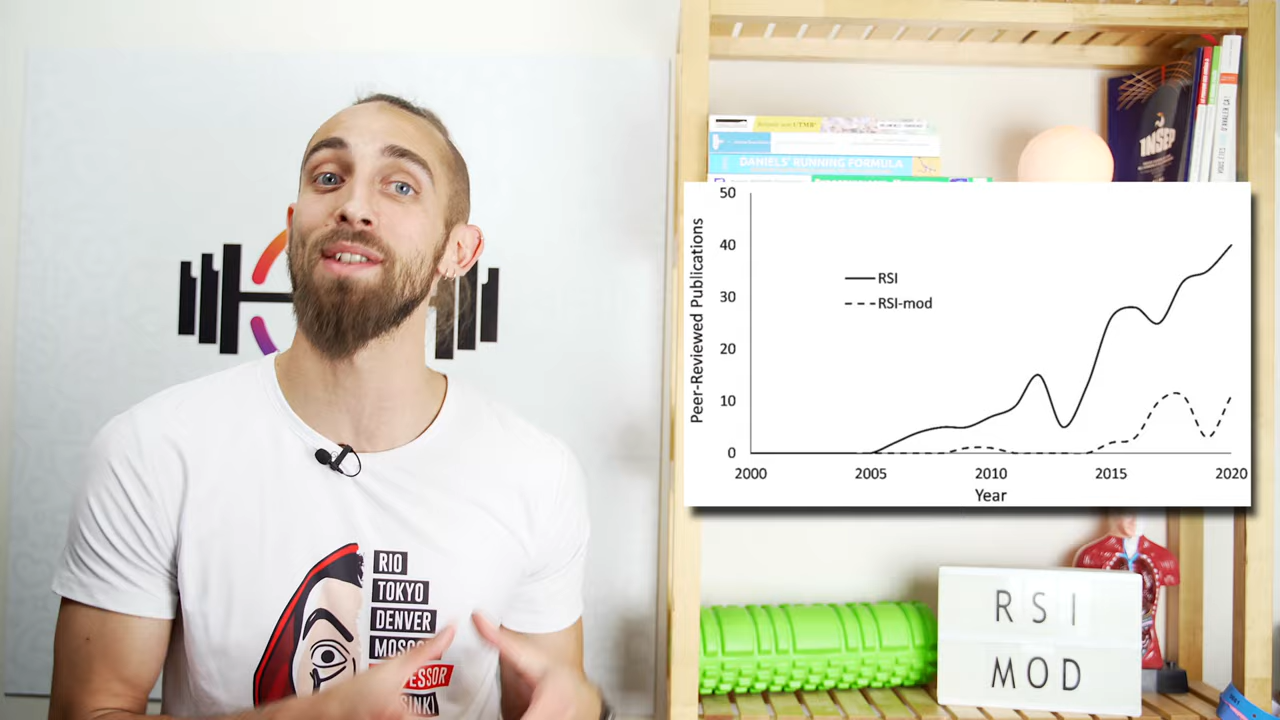 DANIELS' RUNNING FORMULA
INSEP
Peer-Reviewed Publications
50
40
30
20
10
0
RSI
RSI-mod
2000 2005 2010 2015 2020
Year
RIO
TOKYO
DENVER
RSI
MOD